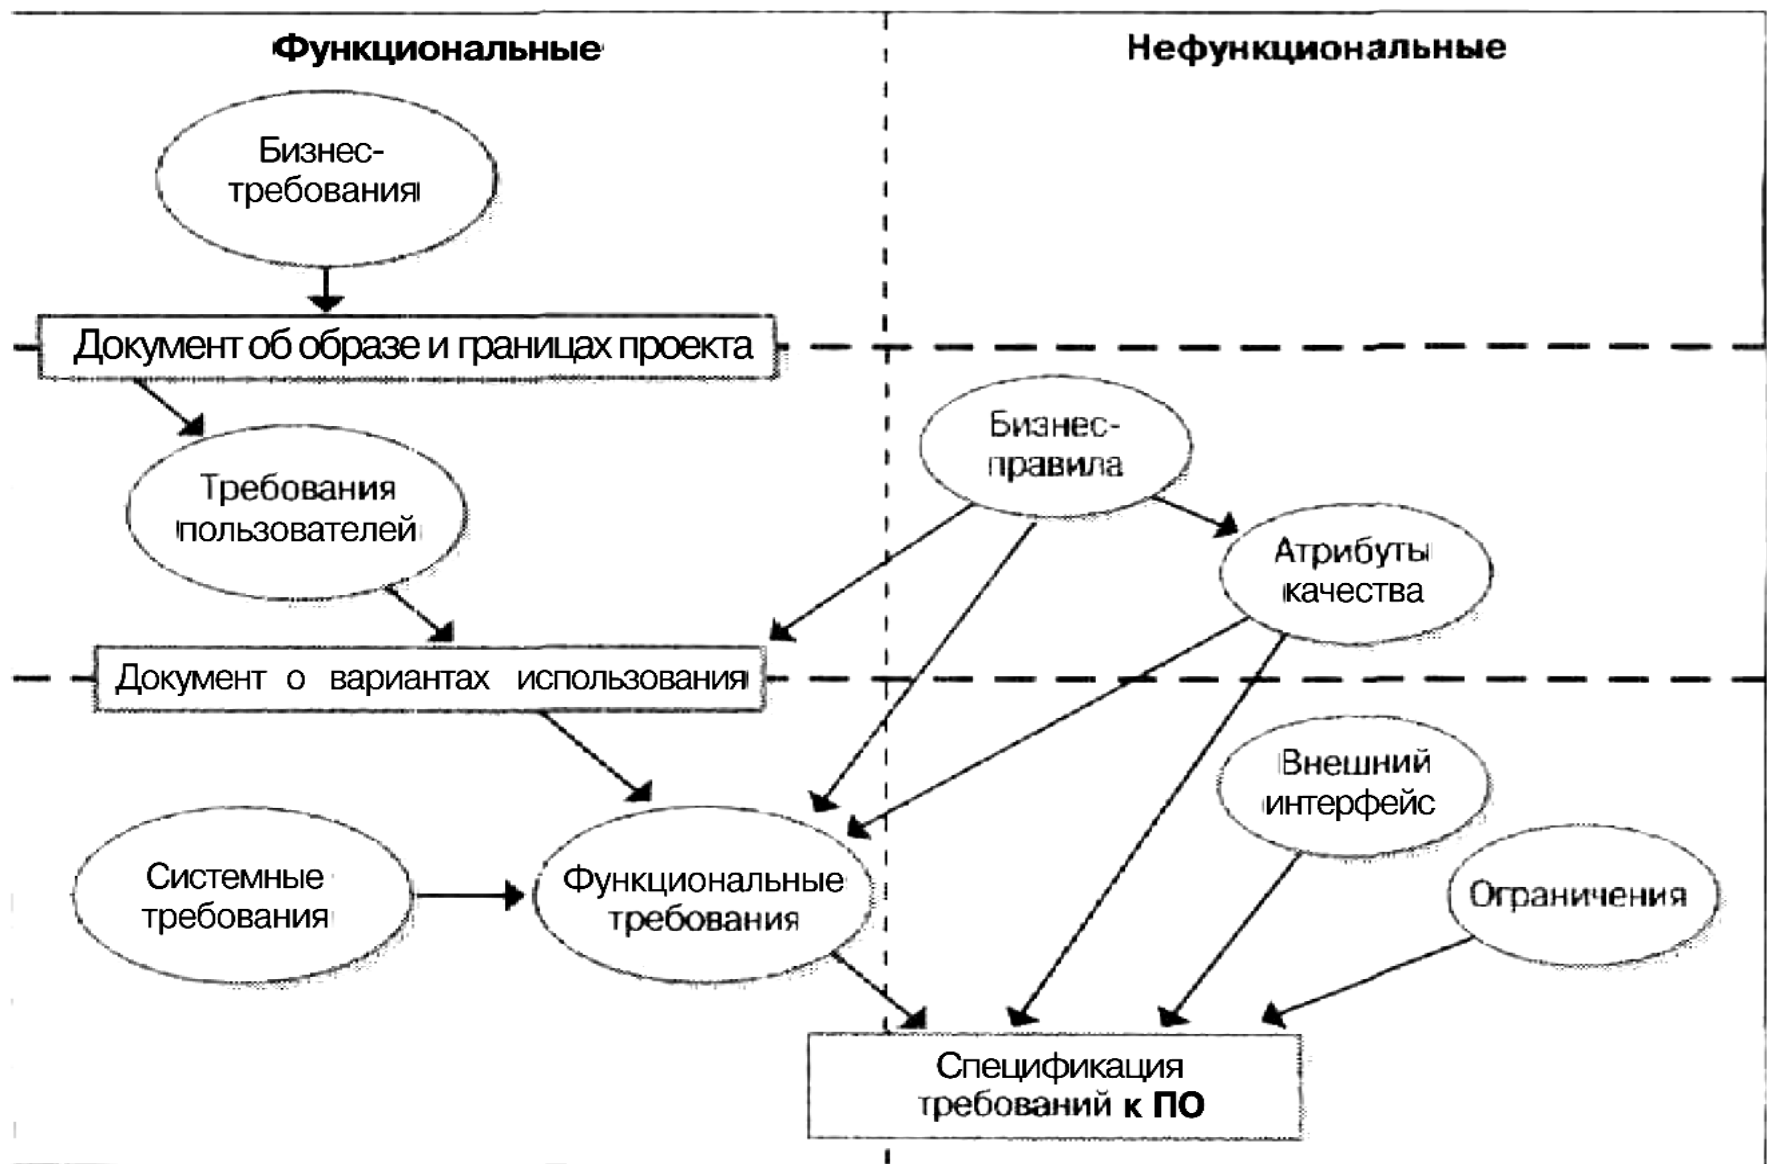 Функциональные
Нефункциональные
Бизнес-
требования
Документ об образе и границах проекта
Бизнес-
правила
Требования
пользователей
Атрибуты
качества
Документ о вариантах использования
Внешний
интерфейс
Системные
требования
Функциональные
требования
Ограничения
Спецификация
требований к ПО